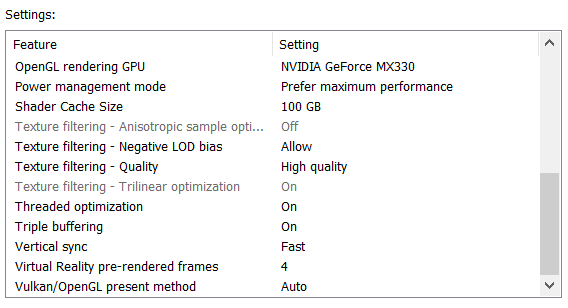 Settings:
Feature Setting
OpenGL rendering GPU NVIDIA GeForce MX330
Power management mode Prefer maximum performance
Shader Cache Size 100 GB
Texture filtering - Anisotropic sample opti... Off
Texture filtering - Negative LOD bias Allow
Texture filtering - Quality High quality
Texture filtering - Trilinear optimization On
Threaded optimization On
Triple buffering On
Vertical sync Fast
Virtual Reality pre-rendered frames 4
Vulkan/OpenGL present method Auto